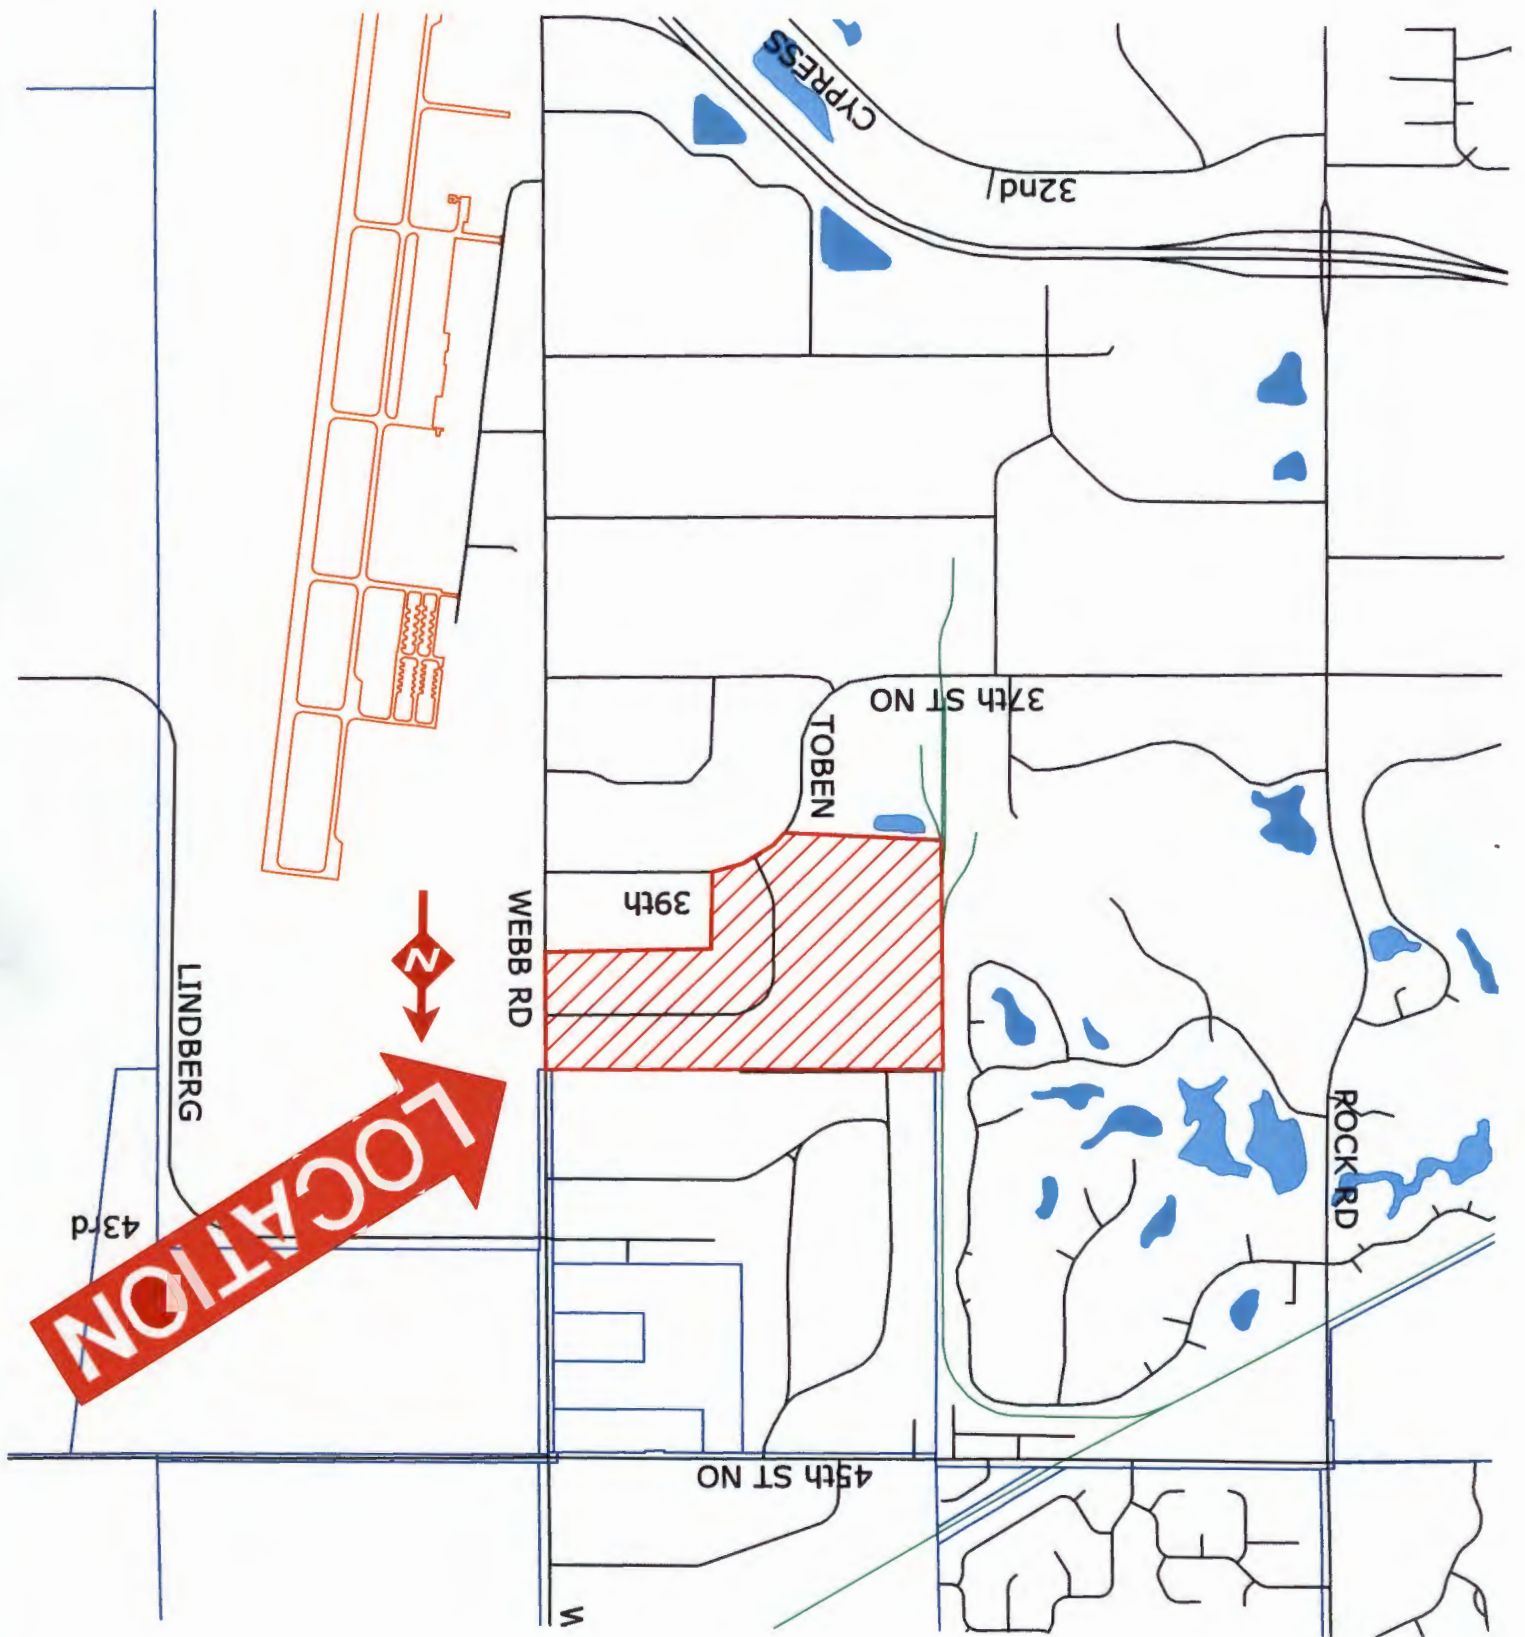 CYPRESS
32nd
37th ST NO
TOBEN
39th
WEBB RD
N
LINDBERG
LOCATION
43rd
ROCK RD
45th ST NO
W